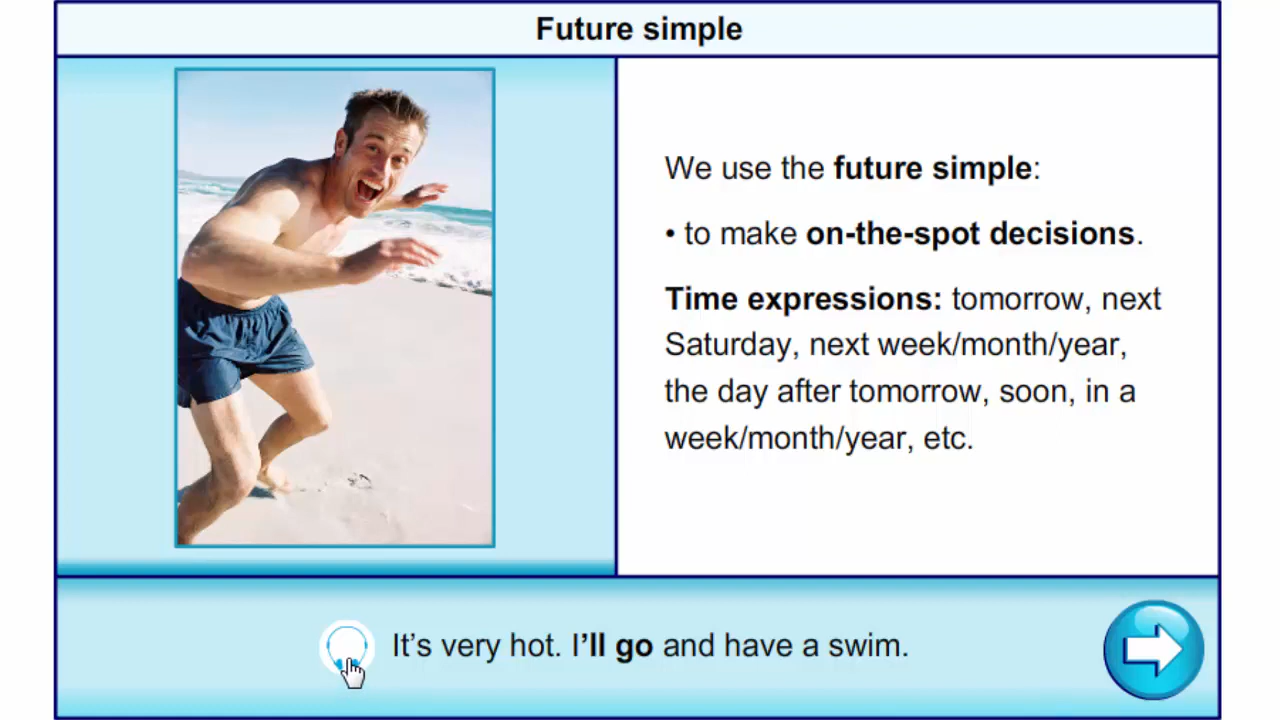 Future simple
We use the future simple:
• to make on-the-spot decisions.
Time expressions: tomorrow, next
Saturday, next week/month/year,
the day after tomorrow, soon, in a
week/month/year, etc.
It’s very hot. I’ll go and have a swim.